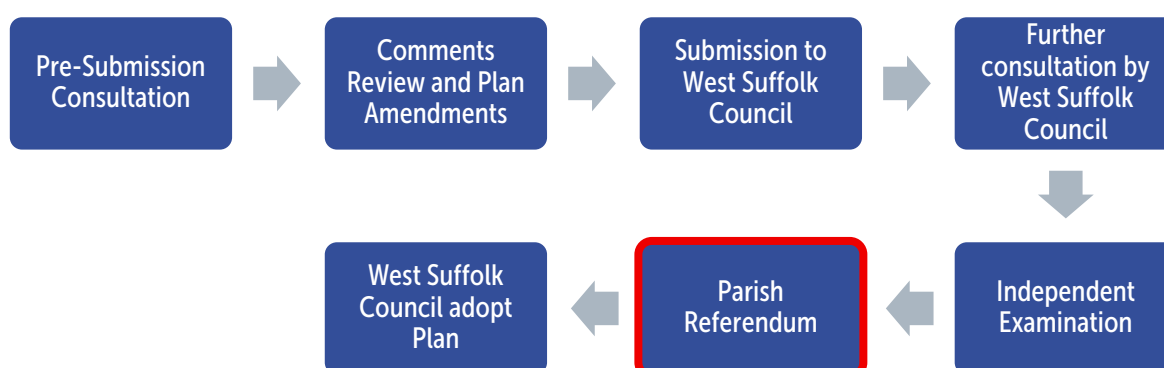 Pre-Submission
Consultation
Comments
Review and Plan
Amendments
Submission to
West Suffolk
Council
Further
consultation by
West Suffolk
Council
Independent
Examination
Parish
Referendum
West Suffolk
Council adopt
Plan